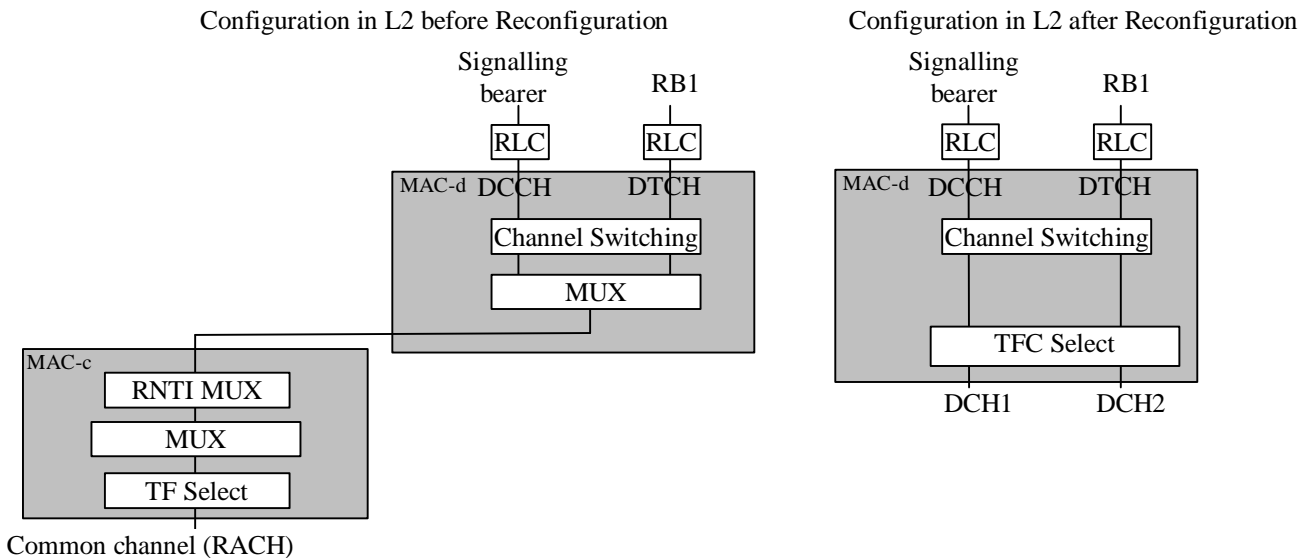 Configuration in L2 before Reconfiguration
Signalling
bearer
RB1
RLC
RLC
MAC-d
DCCH
DTCH
Channel Switching
MUX
MAC-c
RNTI MUX
MUX
TF Select
Common channel (RACH)
Configuration in L2 after Reconfiguration
Signalling
bearer
RB1
RLC
RLC
MAC-d
DCCH
DTCH
Channel Switching
TFC Select
DCH1
DCH2